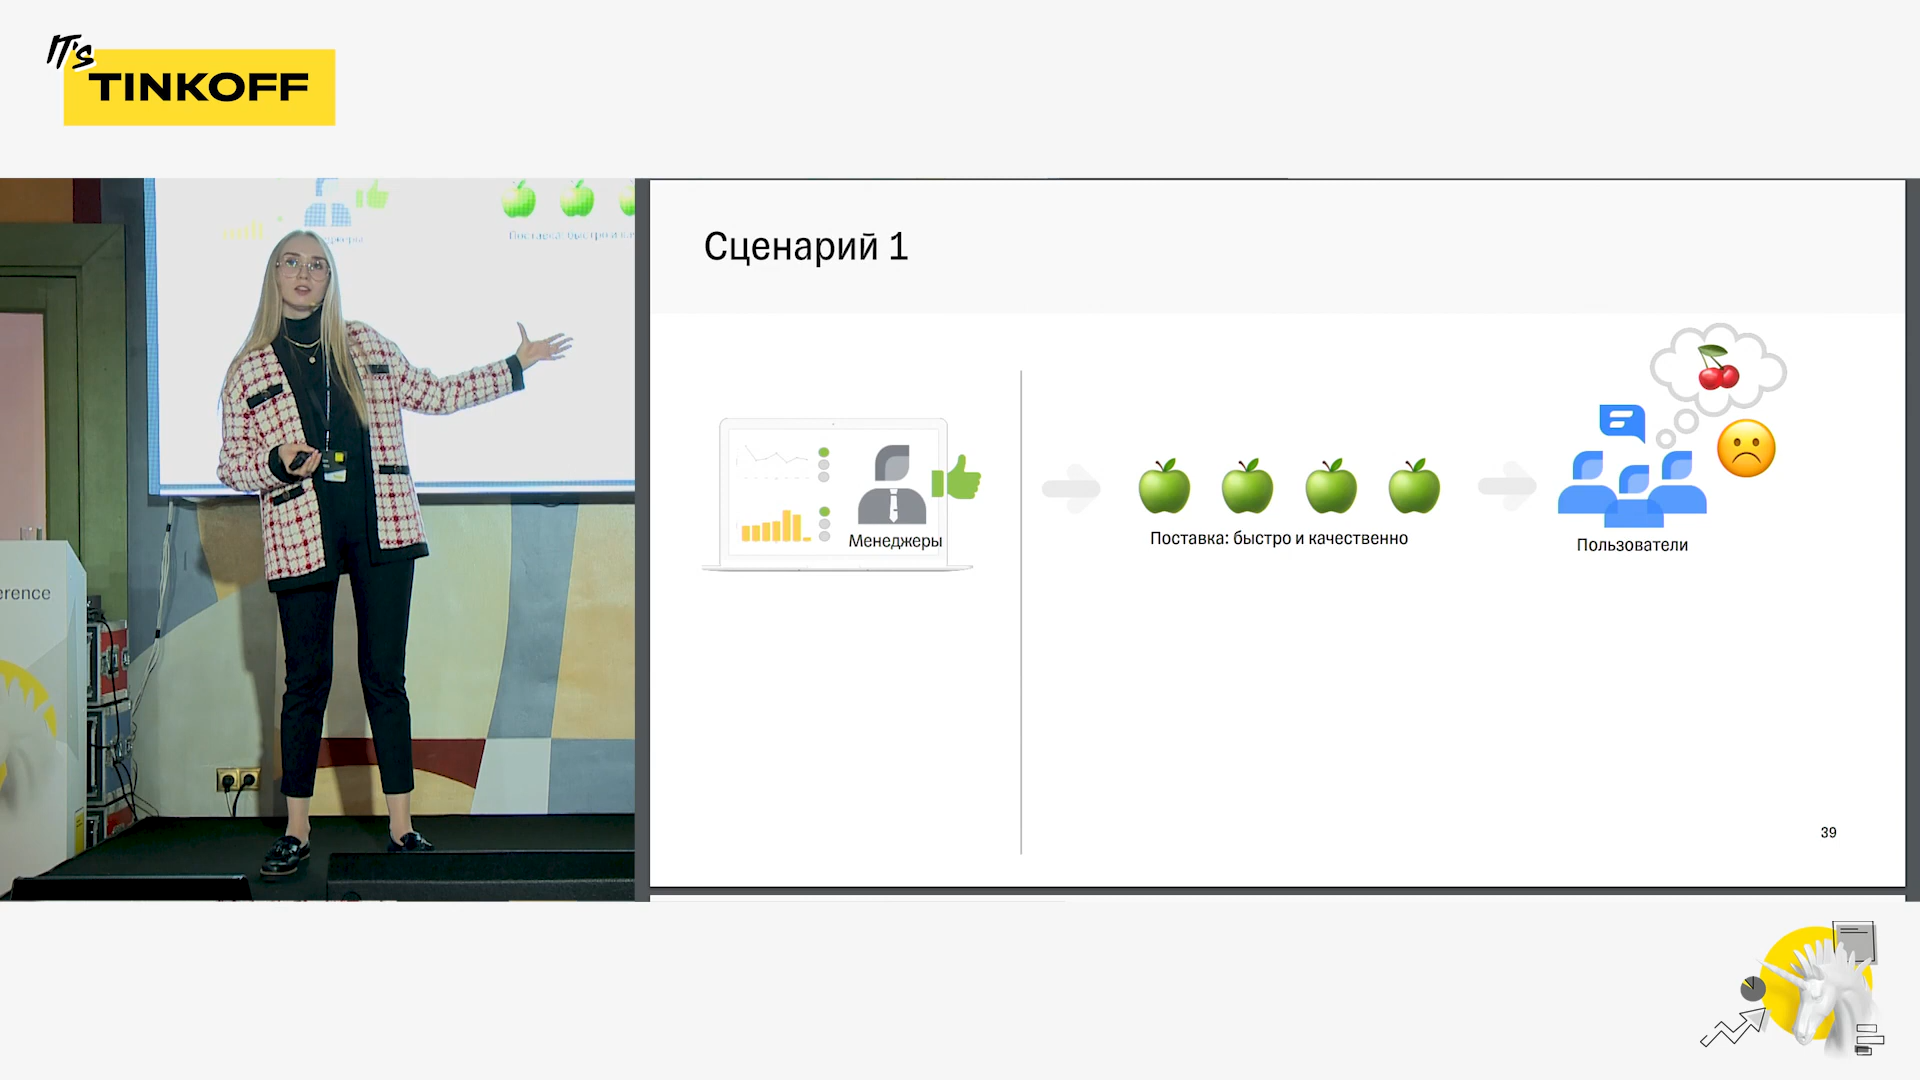 IT's
TINKOFF
Сценарий 1
Менеджеры
Поставка: быстро и качественно
Пользователи
39
erence